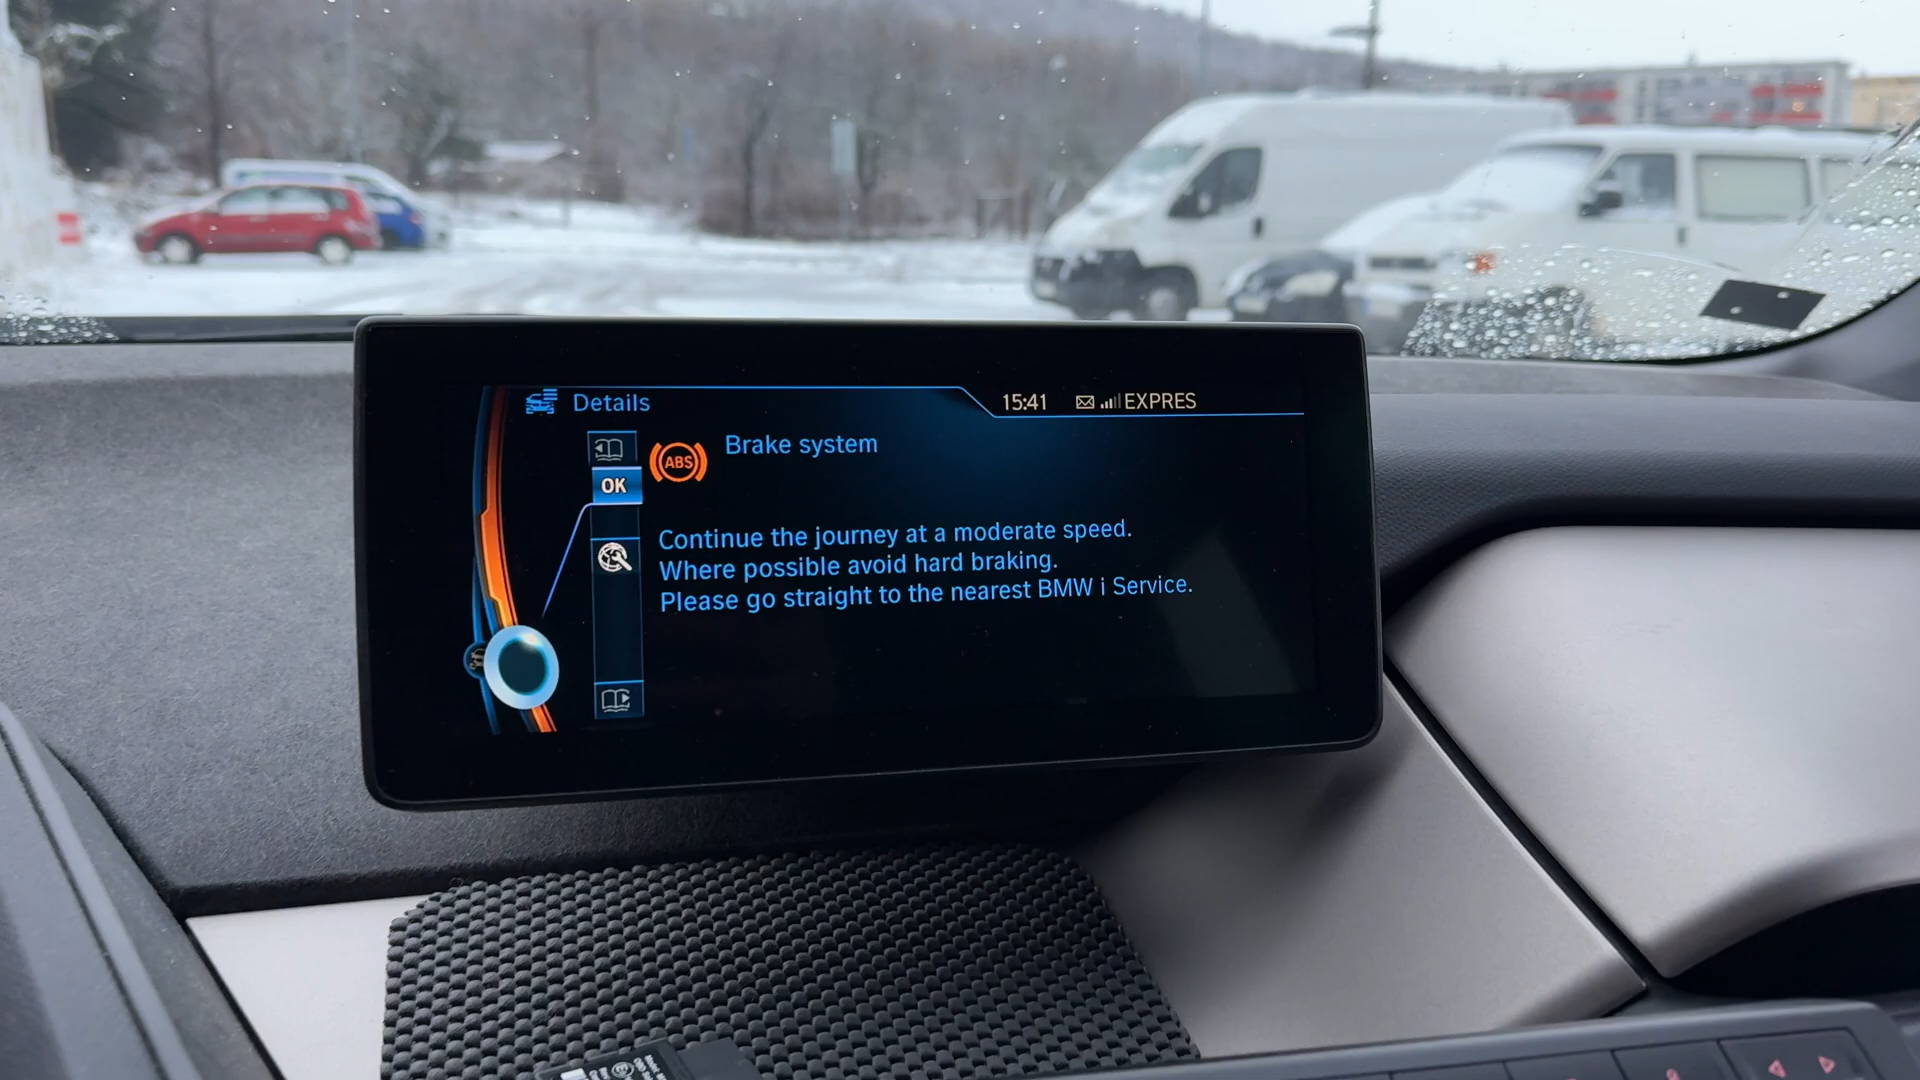 Details
15:41
EXPRES
Brake system
ABS
OK
Continue the journey at a moderate speed.
Where possible avoid hard braking.
Please go straight to the nearest BMW i Service.